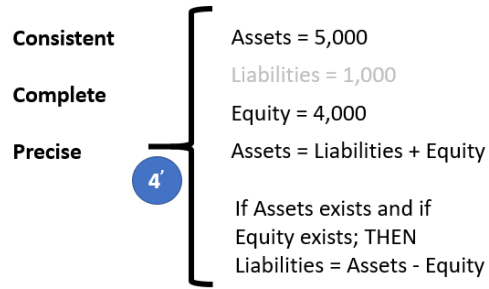 Consistent
Complete
Precise
4′
Assets = 5,000
Liabilities = 1,000
Equity = 4,000
Assets = Liabilities + Equity
If Assets exists and if
Equity exists; THEN
Liabilities = Assets - Equity